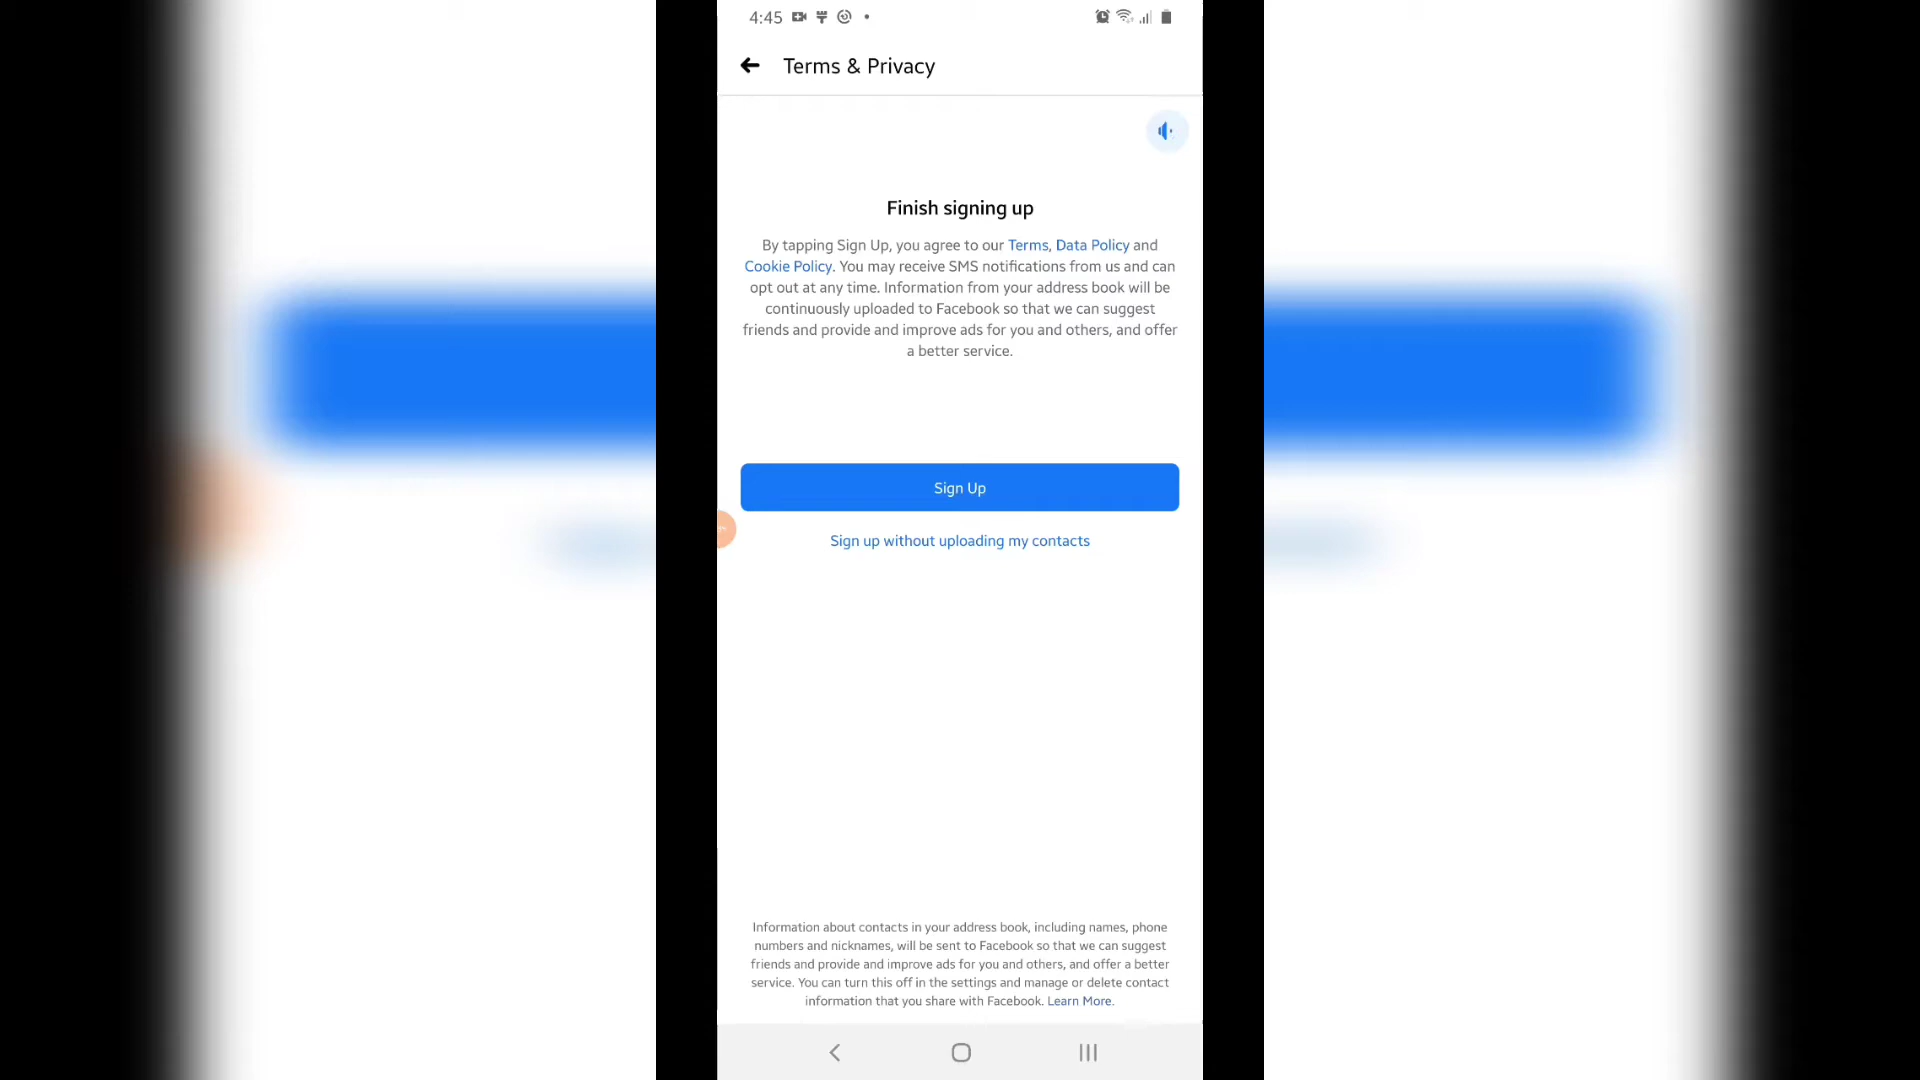 4:45
Terms & Privacy
Finish signing up
By tapping Sign Up, you agree to our Terms, Data Policy and
Cookie Policy. You may receive SMS notifications from us and can
opt out at any time. Information from your address book will be
continuously uploaded to Facebook so that we can suggest
friends and provide and improve ads for you and others, and offer
a better service.
Sign Up
Sign up without uploading my contacts
Information about contacts in your address book, including names, phone
numbers and nicknames, will be sent to Facebook so that we can suggest
friends and provide and improve ads for you and others, and offer a better
service. You can turn this off in the settings and manage or delete contact
information that you share with Facebook. Learn More.